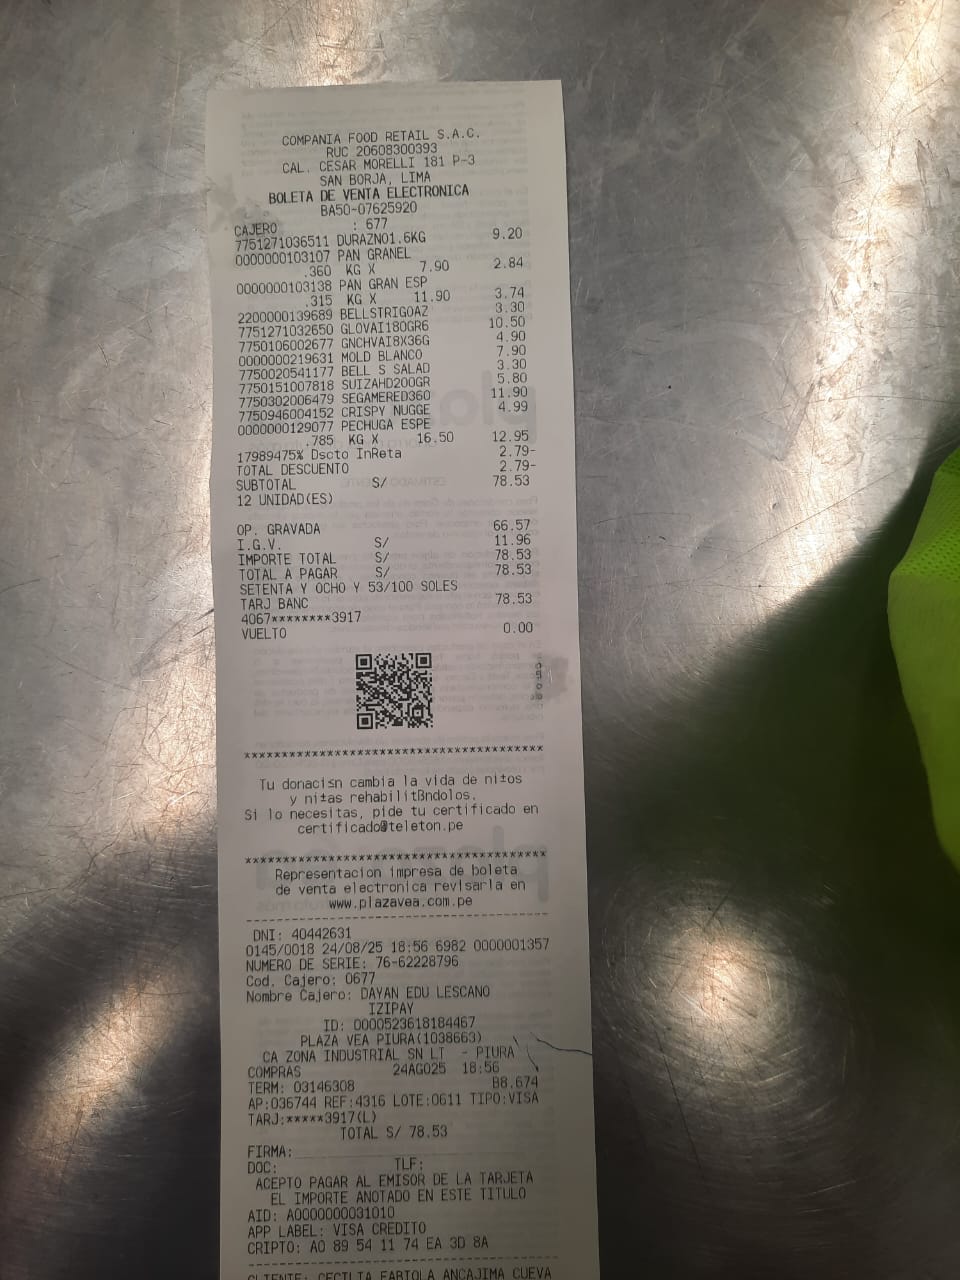 COMPANIA FOOD RETAIL S.A.C.
RUC 20608300393
CAL. CESAR MORELLI 181 P-3
SAN BORJA, LIMA
BOLETA DE VENTA ELECTRONICA
BA50-07625920
CAJERO : 677
7751271036511 DURAZNO1.6KG 9.20
0000000103107 PAN GRANEL
.360 KG X 7.90 2.84
0000000103138 PAN GRAN ESP
.315 KG X 11.90 3.74
2200000139689 BELLSTRIGOAZ 3.30
7751271032650 GLOVAI180GR6 10.50
7750106002677 GNCHVAI8X36G 4.90
0000000219631 MOLD BLANCO 7.90
7750020541177 BELL S SALAD 3.30
7750151007818 SUIZAHD200GR 5.80
7750302006479 SEGAMERED360 11.90
7750946004152 CRISPY NUGGE 4.99
0000000129077 PECHUGA ESPE
.785 KG X 16.50 12.95
17989475% Dscto InReta 2.79-
TOTAL DESCUENTO 2.79-
SUBTOTAL S/ 78.53
12 UNIDAD(ES)
OP. GRAVADA 66.57
I.G.V. S/ 11.96
IMPORTE TOTAL S/ 78.53
TOTAL A PAGAR S/ 78.53
SETENTA Y OCHO Y 53/100 SOLES
TARJ BANC 78.53
4067********3917
VUELTO 0.00
****************************************
Tu donaci≤n cambia la vida de ni±os
y ni±as rehabilitßndolos.
Si lo necesitas, pide tu certificado en
certificado@teleton.pe
****************************************
Representacion impresa de boleta
de venta electronica revisarla en
www.plazavea.com.pe
----------------------------------------
DNI: 40442631
0145/0018 24/08/25 18:56 6982 0000001357
NUMERO DE SERIE: 76-62228796
Cod. Cajero: 0677
Nombre Cajero: DAYAN EDU LESCANO
IZIPAY
ID: 0000523618184467
PLAZA VEA PIURA(1038663)
CA ZONA INDUSTRIAL SN LT - PIURA
COMPRAS 24AGO25 18:56
TERM: 03146308 B8.674
AP:036744 REF:4316 LOTE:0611 TIPO:VISA
TARJ:*****3917(L)
TOTAL S/ 78.53
FIRMA:
DOC: TLF:
ACEPTO PAGAR AL EMISOR DE LA TARJETA
EL IMPORTE ANOTADO EN ESTE TITULO
AID: A0000000031010
APP LABEL: VISA CREDITO
CRIPTO: A0 89 54 11 74 EA 3D 8A
----------------------------------------
CLIENTE: CECILIA FABIOLA ANCAJIMA CUEVA